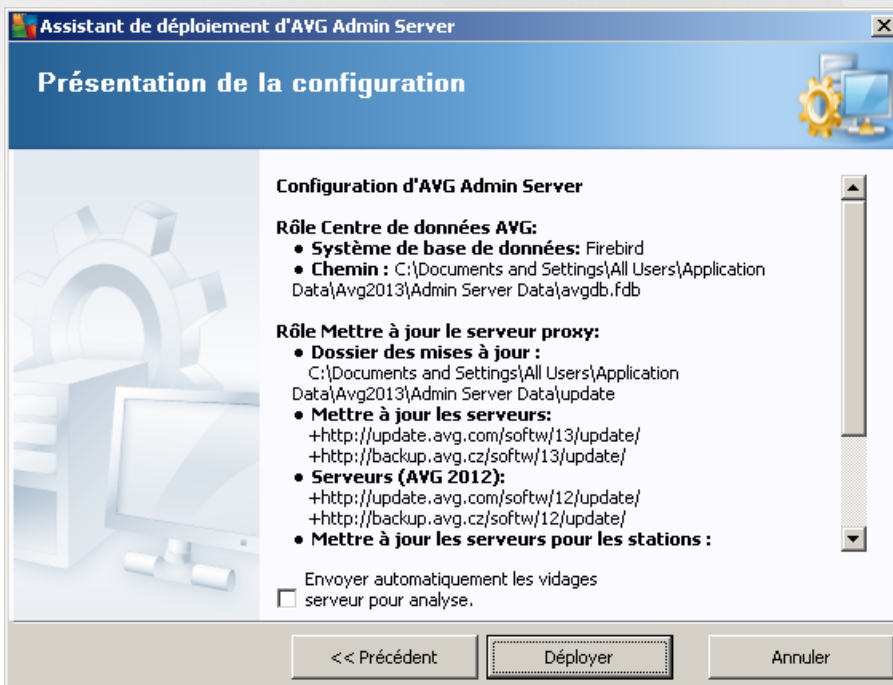 Assistant de déploiement d'AVG Admin Server
Présentation de la configuration
Configuration d'AVG Admin Server
Rôle Centre de données AVG:
● Système de base de données: Firebird
● Chemin : C:\Documents and Settings\All Users\Application
Data\Avg2013\Admin Server Data\avgdb.fdb
Rôle Mettre à jour le serveur proxy:
● Dossier des mises à jour :
C:\Documents and Settings\All Users\Application
Data\Avg2013\Admin Server Data\update
● Mettre à jour les serveurs:
+http://update.avg.com/softw/13/update/
+http://backup.avg.cz/softw/13/update/
● Serveurs (AVG 2012):
+http://update.avg.com/softw/12/update/
+http://backup.avg.cz/softw/12/update/
● Mettre à jour les serveurs pour les stations :
Envoyer automatiquement les vidages
serveur pour analyse.
<< Précédent
Déployer
Annuler